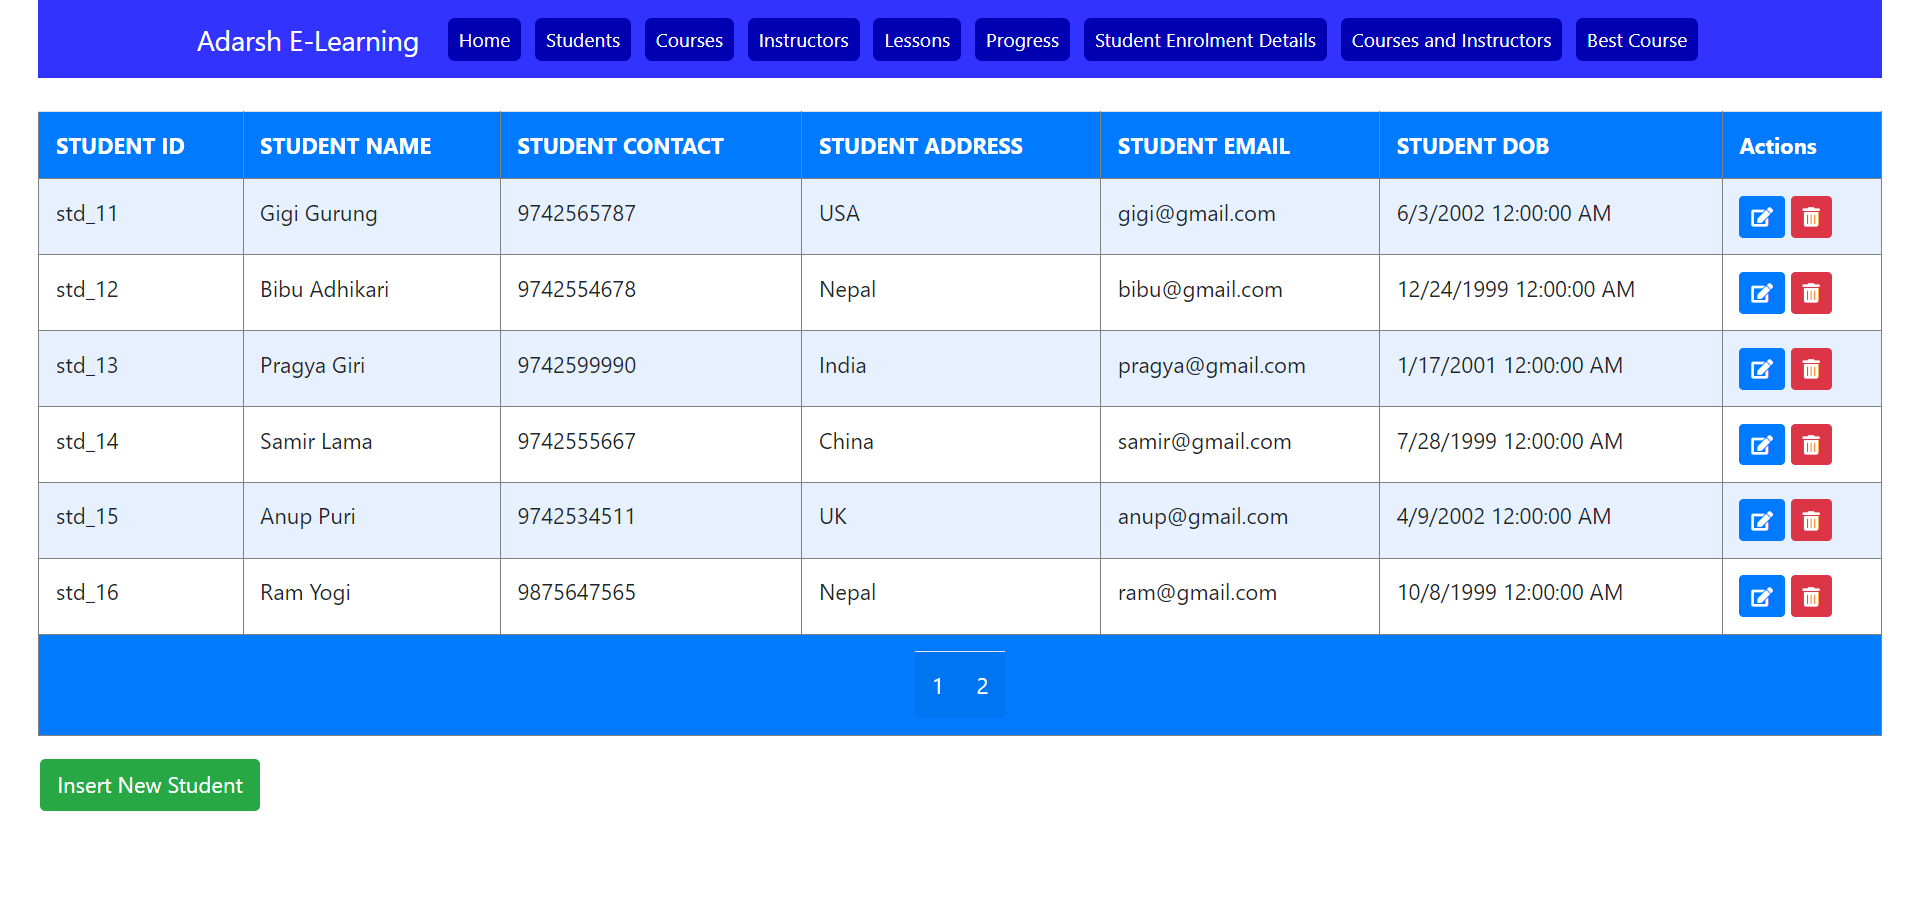 Adarsh E-Learning Home Students Courses Instructors Lessons Progress Student Enrolment Details Courses and Instructors Best Course
STUDENT ID STUDENT NAME STUDENT CONTACT STUDENT ADDRESS STUDENT EMAIL STUDENT DOB Actions
std_11 Gigi Gurung 9742565787 USA gigi@gmail.com 6/3/2002 12:00:00 AM
std_12 Bibu Adhikari 9742554678 Nepal bibu@gmail.com 12/24/1999 12:00:00 AM
std_13 Pragya Giri 9742599990 India pragya@gmail.com 1/17/2001 12:00:00 AM
std_14 Samir Lama 9742555667 China samir@gmail.com 7/28/1999 12:00:00 AM
std_15 Anup Puri 9742534511 UK anup@gmail.com 4/9/2002 12:00:00 AM
std_16 Ram Yogi 9875647565 Nepal ram@gmail.com 10/8/1999 12:00:00 AM
1 2
Insert New Student